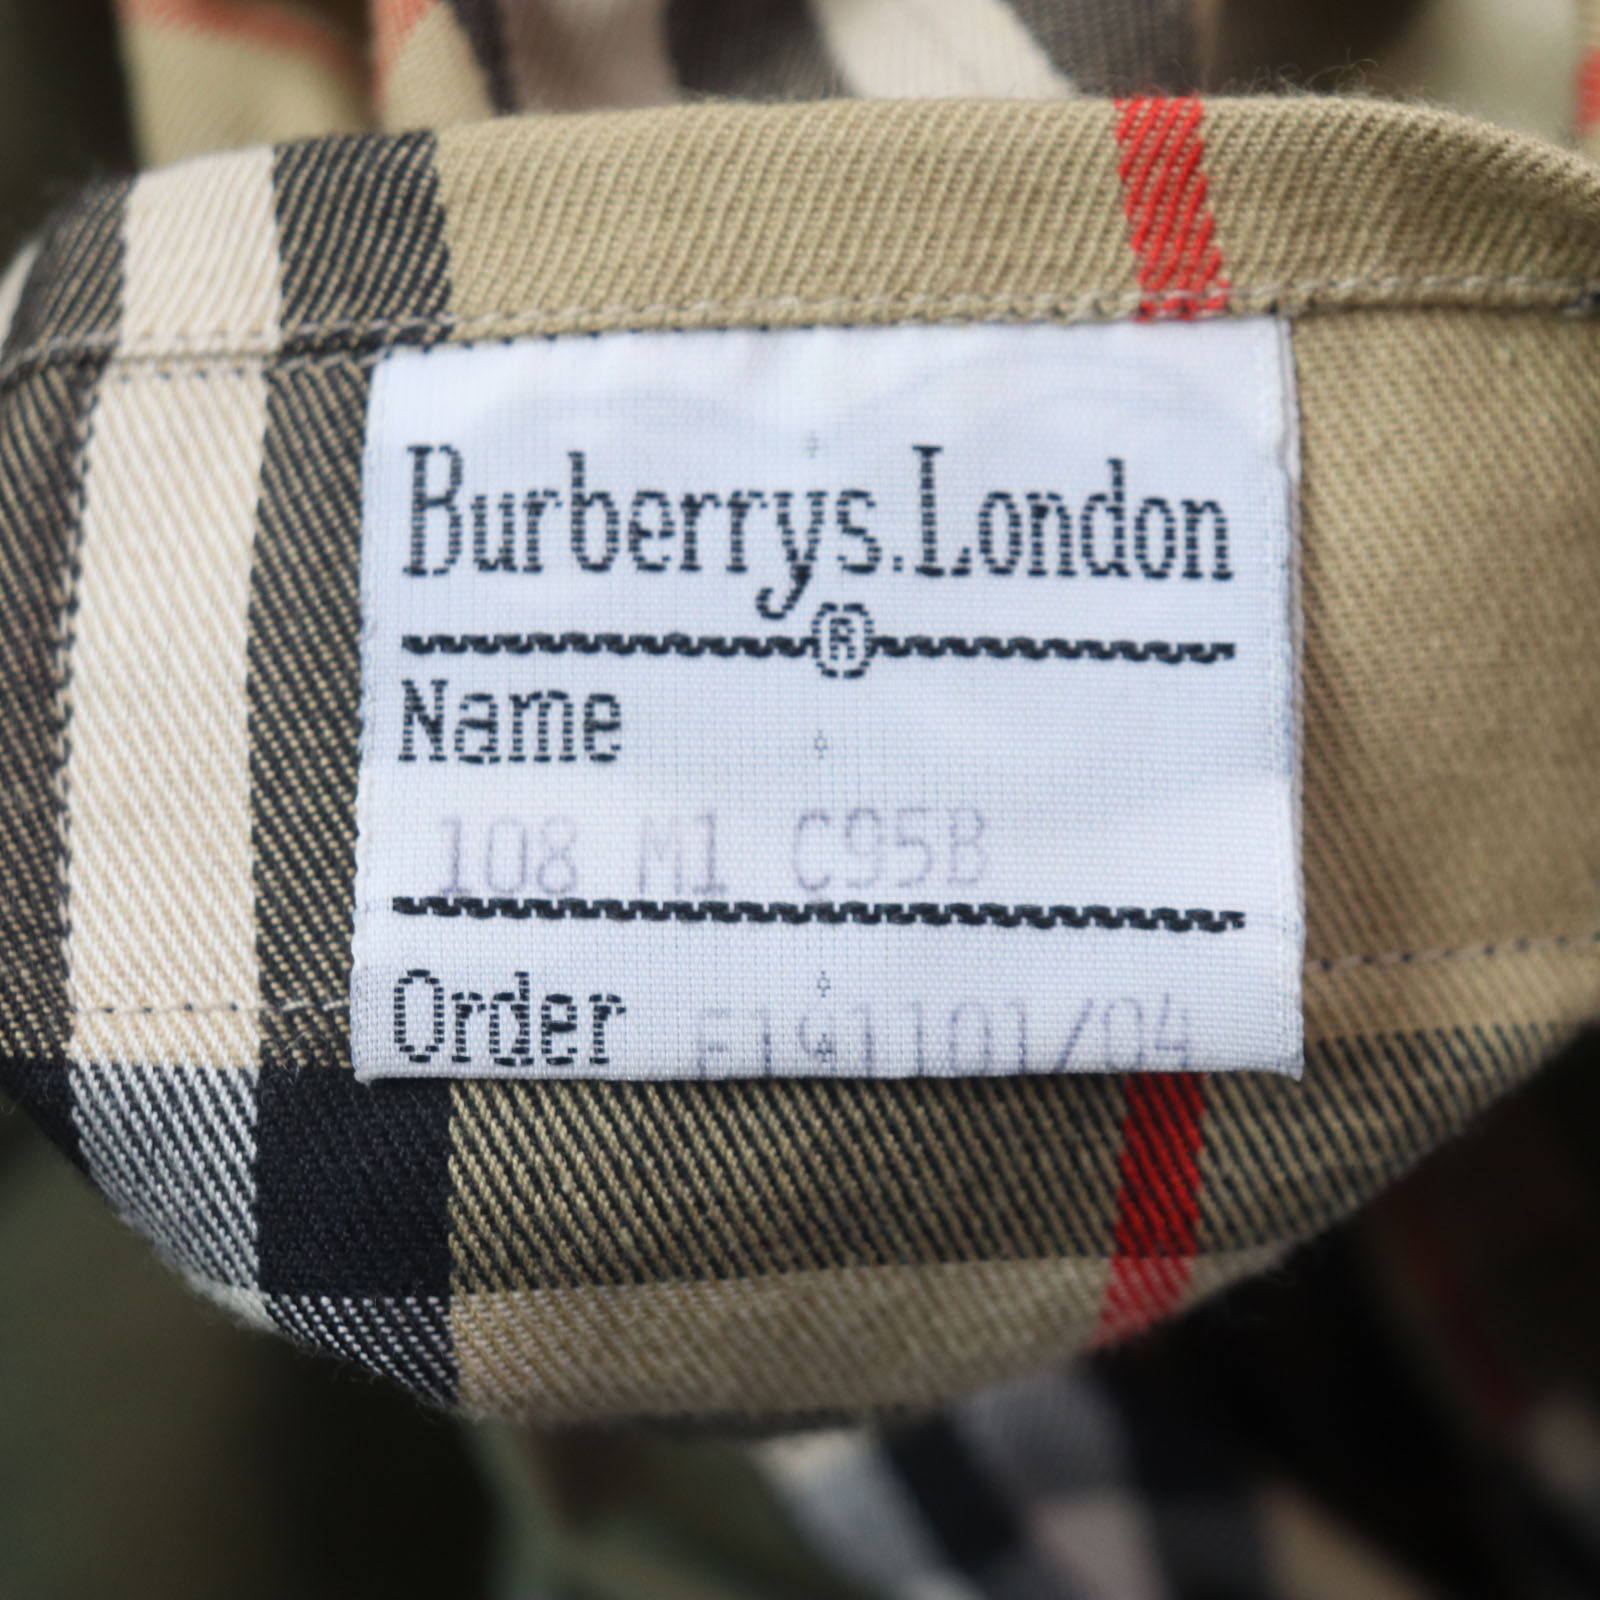 Burberrys.London
®
Name
108 M1 C95B
Order